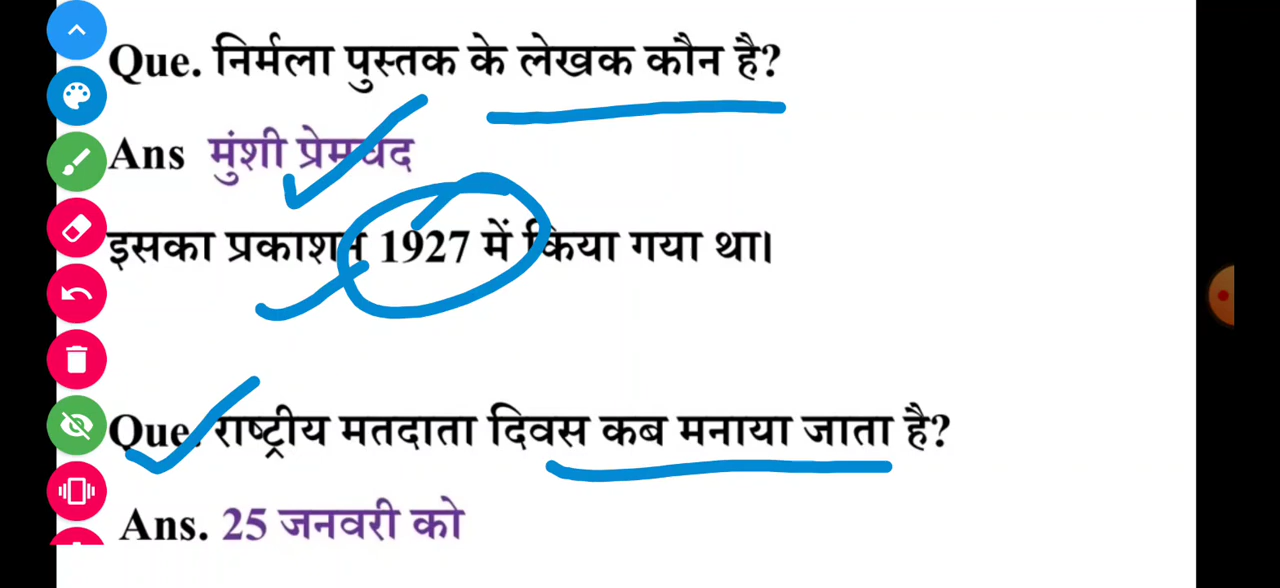 Que. निर्मला पुस्तक के लेखक कौन है?
Ans मुंशी प्रेमचंद
इसका प्रकाशन 1927 में किया गया था।
Que. राष्ट्रीय मतदाता दिवस कब मनाया जाता है?
Ans. 25 जनवरी को